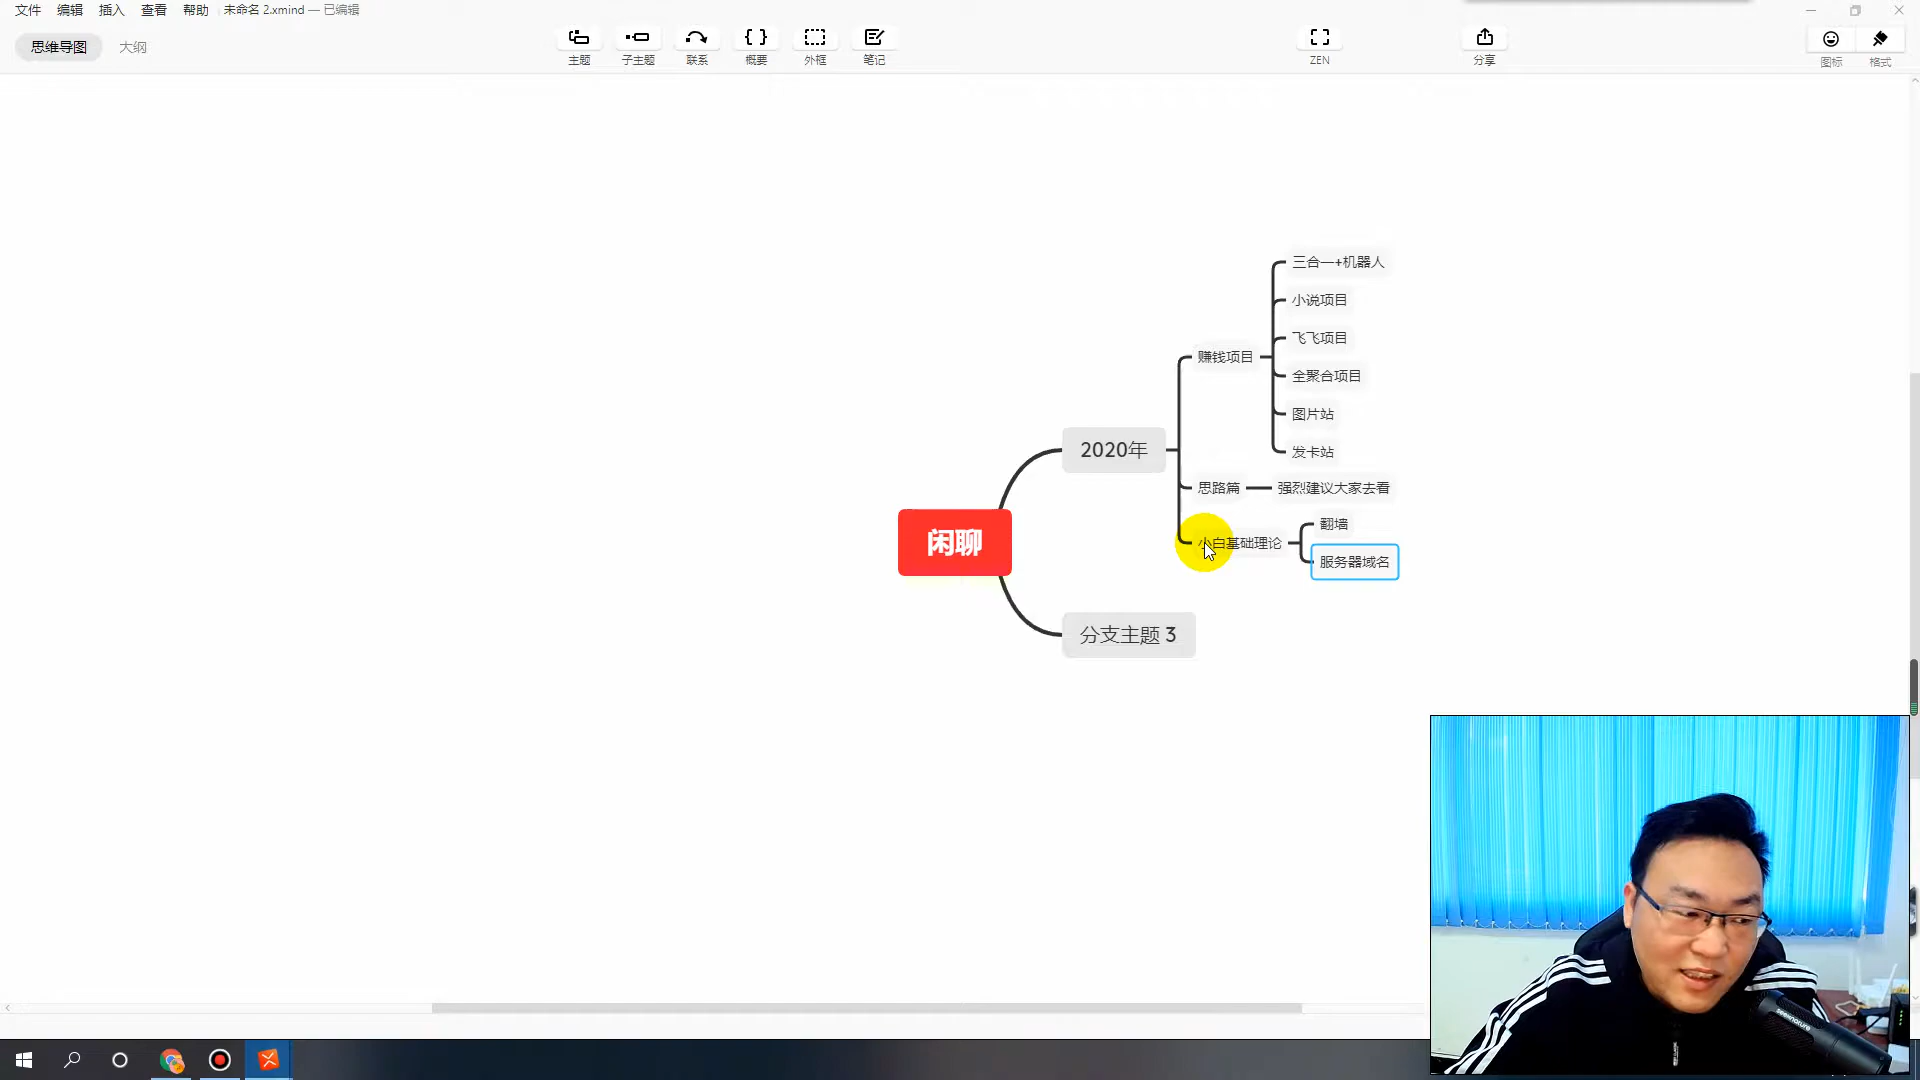 文件 编辑 插入 查看 帮助 未命名 2.xmind — 已编辑
思维导图 大纲
主题 子主题 联系 概要 外框 笔记 ZEN 分享 图标 格式
三合一+机器人
小说项目
飞飞项目
赚钱项目
全聚合项目
图片站
2020年
发卡站
思路篇 强烈建议大家去看
翻墙
闲聊
小白基础理论
服务器域名
分支主题 3